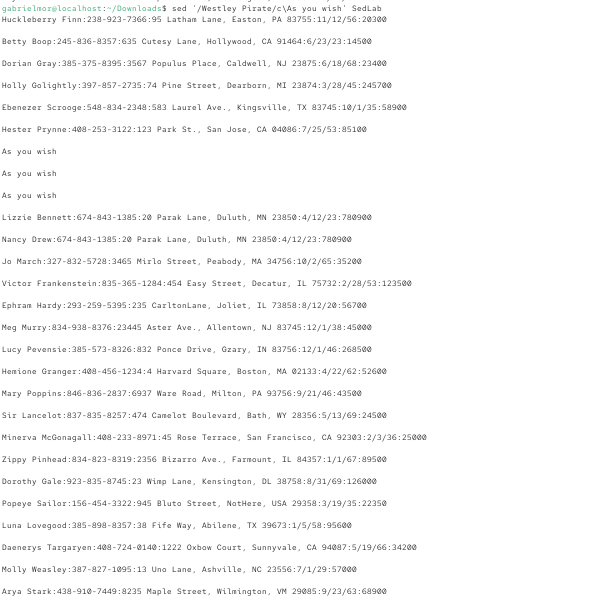 gabrielmor@localhost:~/Downloads$ sed '/Westley Pirate/c\As you wish' SedLab
Huckleberry Finn:238-923-7366:95 Latham Lane, Easton, PA 83755:11/12/56:20300
Betty Boop:245-836-8357:635 Cutesy Lane, Hollywood, CA 91464:6/23/23:14500
Dorian Gray:385-375-8395:3567 Populus Place, Caldwell, NJ 23875:6/18/68:23400
Holly Golightly:397-857-2735:74 Pine Street, Dearborn, MI 23874:3/28/45:245700
Ebenezer Scrooge:548-834-2348:583 Laurel Ave., Kingsville, TX 83745:10/1/35:58900
Hester Prynne:408-253-3122:123 Park St., San Jose, CA 04086:7/25/53:85100
As you wish
As you wish
As you wish
Lizzie Bennett:674-843-1385:20 Parak Lane, Duluth, MN 23850:4/12/23:780900
Nancy Drew:674-843-1385:20 Parak Lane, Duluth, MN 23850:4/12/23:780900
Jo March:327-832-5728:3465 Mirlo Street, Peabody, MA 34756:10/2/65:35200
Victor Frankenstein:835-365-1284:454 Easy Street, Decatur, IL 75732:2/28/53:123500
Ephram Hardy:293-259-5395:235 CarltonLane, Joliet, IL 73858:8/12/20:56700
Meg Murry:834-938-8376:23445 Aster Ave., Allentown, NJ 83745:12/1/38:45000
Lucy Pevensie:385-573-8326:832 Ponce Drive, Gzary, IN 83756:12/1/46:268500
Hemione Granger:408-456-1234:4 Harvard Square, Boston, MA 02133:4/22/62:52600
Mary Poppins:846-836-2837:6937 Ware Road, Milton, PA 93756:9/21/46:43500
Sir Lancelot:837-835-8257:474 Camelot Boulevard, Bath, WY 28356:5/13/69:24500
Minerva McGonagall:408-233-8971:45 Rose Terrace, San Francisco, CA 92303:2/3/36:25000
Zippy Pinhead:834-823-8319:2356 Bizarro Ave., Farmount, IL 84357:1/1/67:89500
Dorothy Gale:923-835-8745:23 Wimp Lane, Kensington, DL 38758:8/31/69:126000
Popeye Sailor:156-454-3322:945 Bluto Street, NotHere, USA 29358:3/19/35:22350
Luna Lovegood:385-898-8357:38 Fife Way, Abilene, TX 39673:1/5/58:95600
Daenerys Targaryen:408-724-0140:1222 Oxbow Court, Sunnyvale, CA 94087:5/19/66:34200
Molly Weasley:387-827-1095:13 Uno Lane, Ashville, NC 23556:7/1/29:57000
Arya Stark:438-910-7449:8235 Maple Street, Wilmington, VM 29085:9/23/63:68900